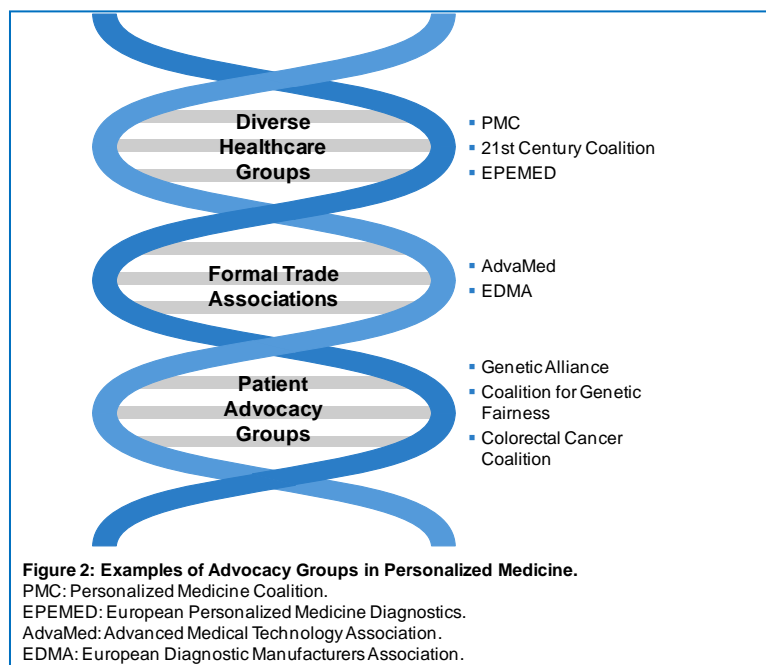 Diverse
Healthcare
Groups
▪ PMC
▪ 21st Century Coalition
▪ EPEMED
Formal Trade
Associations
▪ AdvaMed
▪ EDMA
Patient
Advocacy
Groups
▪ Genetic Alliance
▪ Coalition for Genetic
Fairness
▪ Colorectal Cancer
Coalition
Figure 2: Examples of Advocacy Groups in Personalized Medicine.
PMC: Personalized Medicine Coalition.
EPEMED: European Personalized Medicine Diagnostics.
AdvaMed: Advanced Medical Technology Association.
EDMA: European Diagnostic Manufacturers Association.